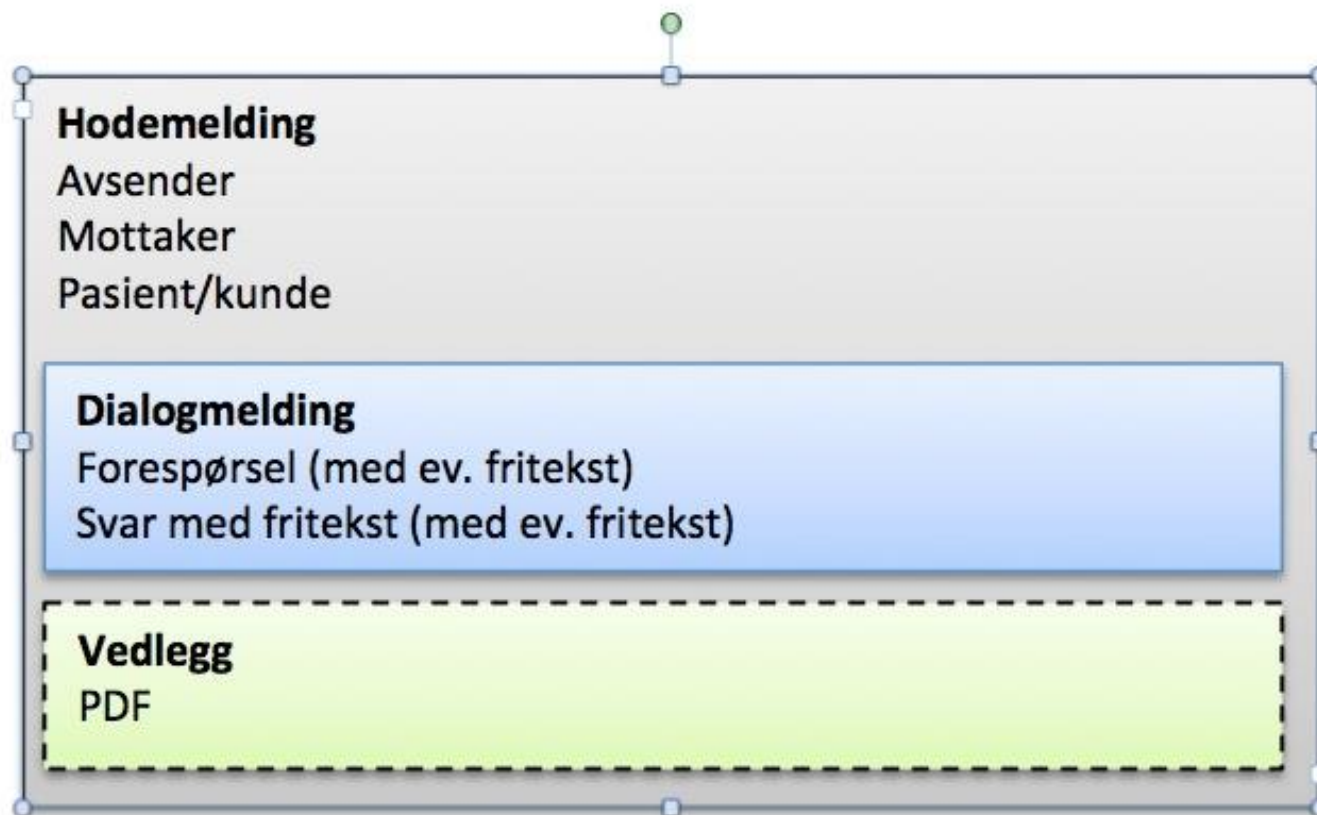 Hodemelding
Avsender
Mottaker
Pasient/kunde
Dialogmelding
Forespørsel (med ev. fritekst)
Svar med fritekst (med ev. fritekst)
Vedlegg
PDF